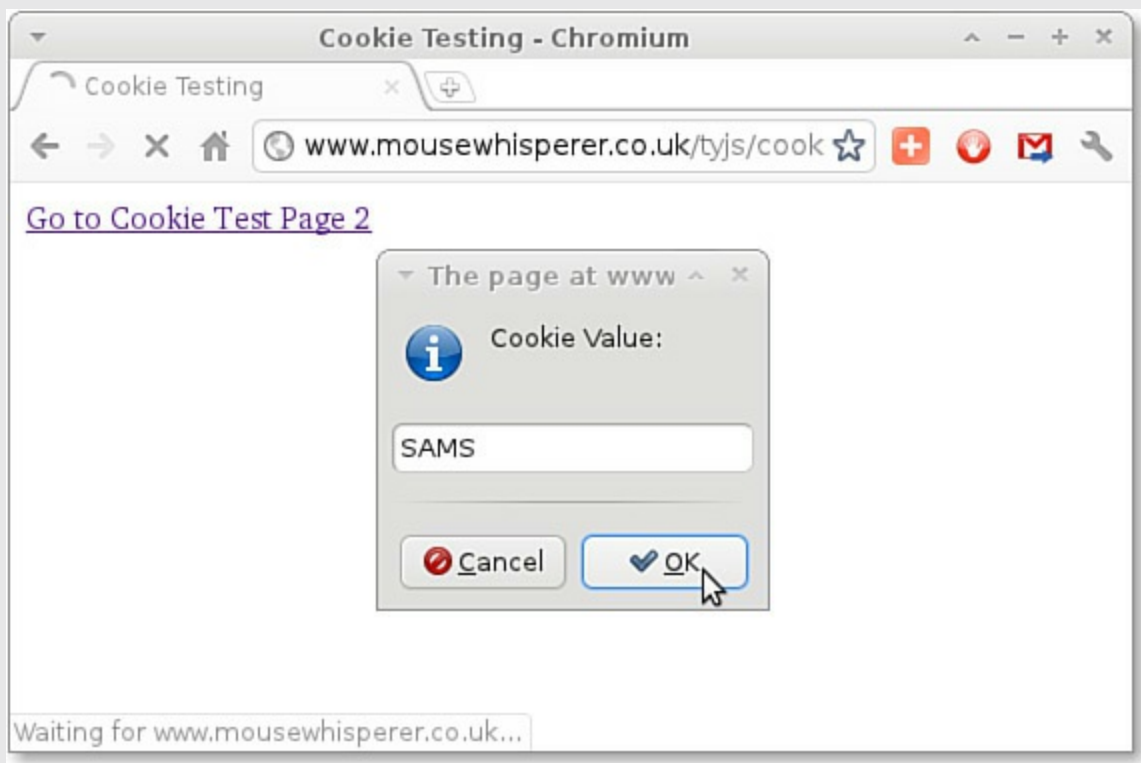 Cookie Testing - Chromium
Cookie Testing
www.mousewhisperer.co.uk/tyjs/cook
Go to Cookie Test Page 2
The page at www
Cookie Value:
SAMS
Cancel
OK
Waiting for www.mousewhisperer.co.uk...